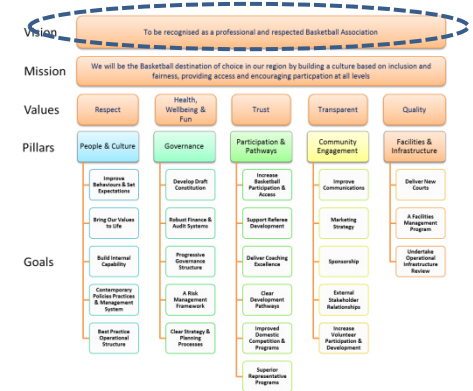 Vision
To be recognised as a professional and respected Basketball Association
Mission
We will be the Basketball destination of choice in our region by building a culture based on inclusion and
fairness, providing access and encouraging particpation at all levels
Values
Respect
Health,
Wellbeing &
Fun
Trust
Transparent
Quality
Pillars
People & Culture
Governance
Participation &
Pathways
Community
Engagement
Facilities &
Infrastructure
Goals
Improve
Behaviours & Set
Expectations
Bring Our Values
to Life
Build Internal
Capability
Contemporary
Policies Practices
& Management
System
Best Practice
Operational
Structure
Develop Draft
Constitution
Robust Finance &
Audit Systems
Progressive
Governance
Structure
A Risk
Management
Framework
Clear Strategy &
Planning
Processes
Increase
Basketball
Participation &
Access
Support Referee
Development
Deliver Coaching
Excellence
Clear
Development
Pathways
Improved
Domestic
Competition &
Programs
Superior
Representative
Programs
Improve
Communications
Marketing
Strategy
Sponsorship
External
Stakeholder
Relationships
Increase
Volunteer
Participation &
Development
Deliver New
Courts
A Facilities
Management
Program
Undertake
Operational
Infrastructure
Review